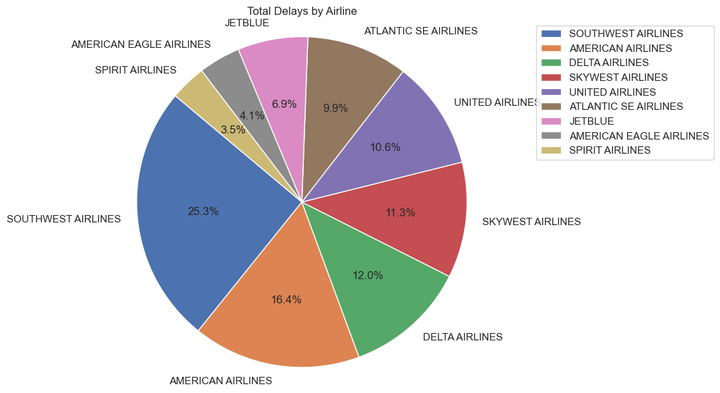 Total Delays by Airline
JETBLUE
ATLANTIC SE AIRLINES
AMERICAN EAGLE AIRLINES
SPIRIT AIRLINES
UNITED AIRLINES
SOUTHWEST AIRLINES
SKYWEST AIRLINES
DELTA AIRLINES
AMERICAN AIRLINES
6.9%
9.9%
4.1%
3.5%
10.6%
25.3%
11.3%
12.0%
16.4%
SOUTHWEST AIRLINES
AMERICAN AIRLINES
DELTA AIRLINES
SKYWEST AIRLINES
UNITED AIRLINES
ATLANTIC SE AIRLINES
JETBLUE
AMERICAN EAGLE AIRLINES
SPIRIT AIRLINES